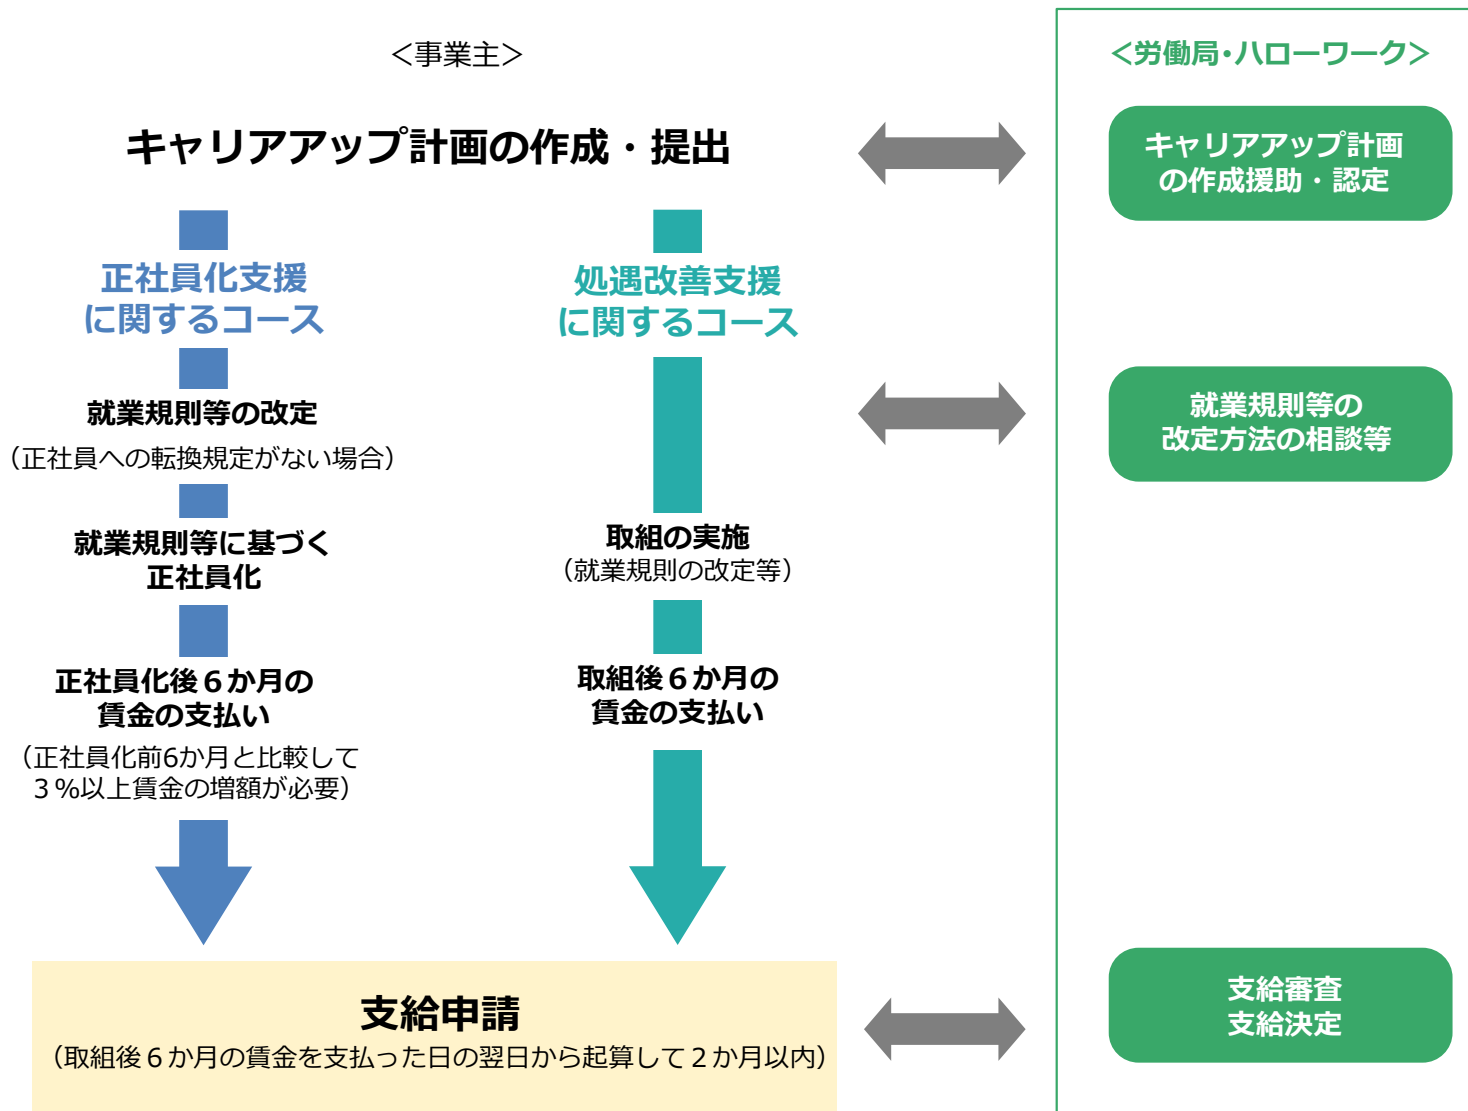 ＜事業主＞
キャリアアップ計画の作成・提出
正社員化支援
に関するコース
就業規則等の改定
（正社員への転換規定がない場合）
就業規則等に基づく
正社員化
正社員化後６か月の
賃金の支払い
（正社員化前6か月と比較して
３%以上賃金の増額が必要）
処遇改善支援
に関するコース
取組の実施
（就業規則の改定等）
取組後６か月の
賃金の支払い
支給申請
（取組後６か月の賃金を支払った日の翌日から起算して２か月以内）
＜労働局・ハローワーク＞
キャリアアップ計画
の作成援助・認定
就業規則等の
改定方法の相談等
支給審査
支給決定